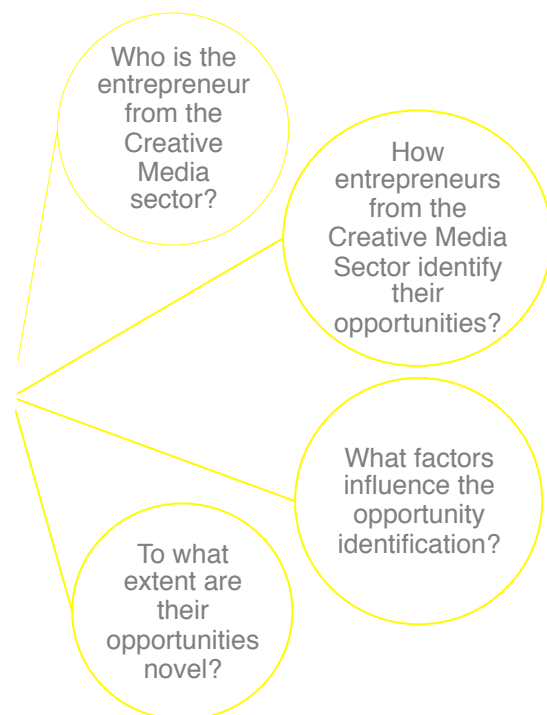 Who is the
entrepreneur
from the
Creative
Media
sector?
How
entrepreneurs
from the
Creative Media
Sector identify
their
opportunities?
What factors
influence the
opportunity
identification?
To what
extent are
their
opportunities
novel?